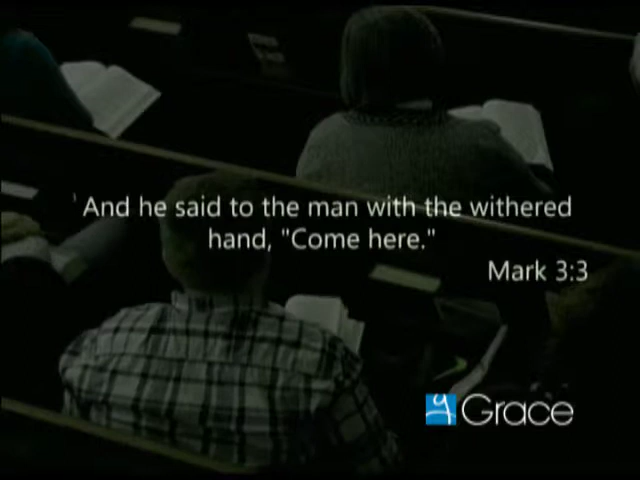 And he said to the man with the withered
hand, "Come here."
Mark 3:3
Grace